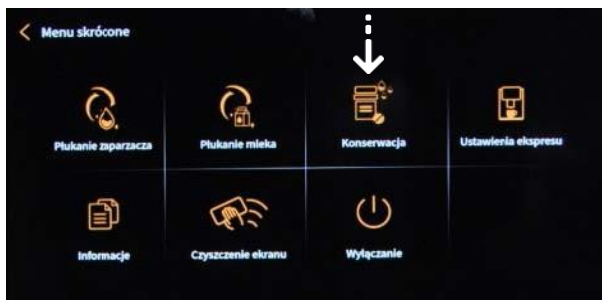 Menu skrócone
Płukanie zaparzacza
Płukanie mleka
Konserwacja
Ustawienia ekspresu
Informacje
Czyszczenie ekranu
Wyłączanie